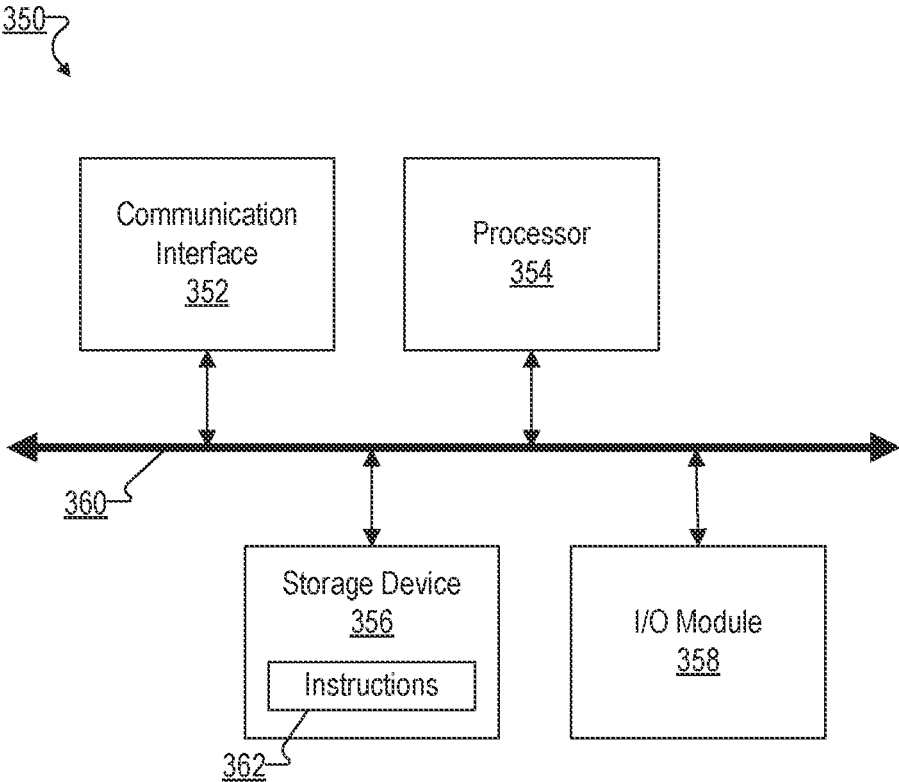 350
Communication
Interface
352
Processor
354
360
Storage Device
356
Instructions
362
I/O Module
358